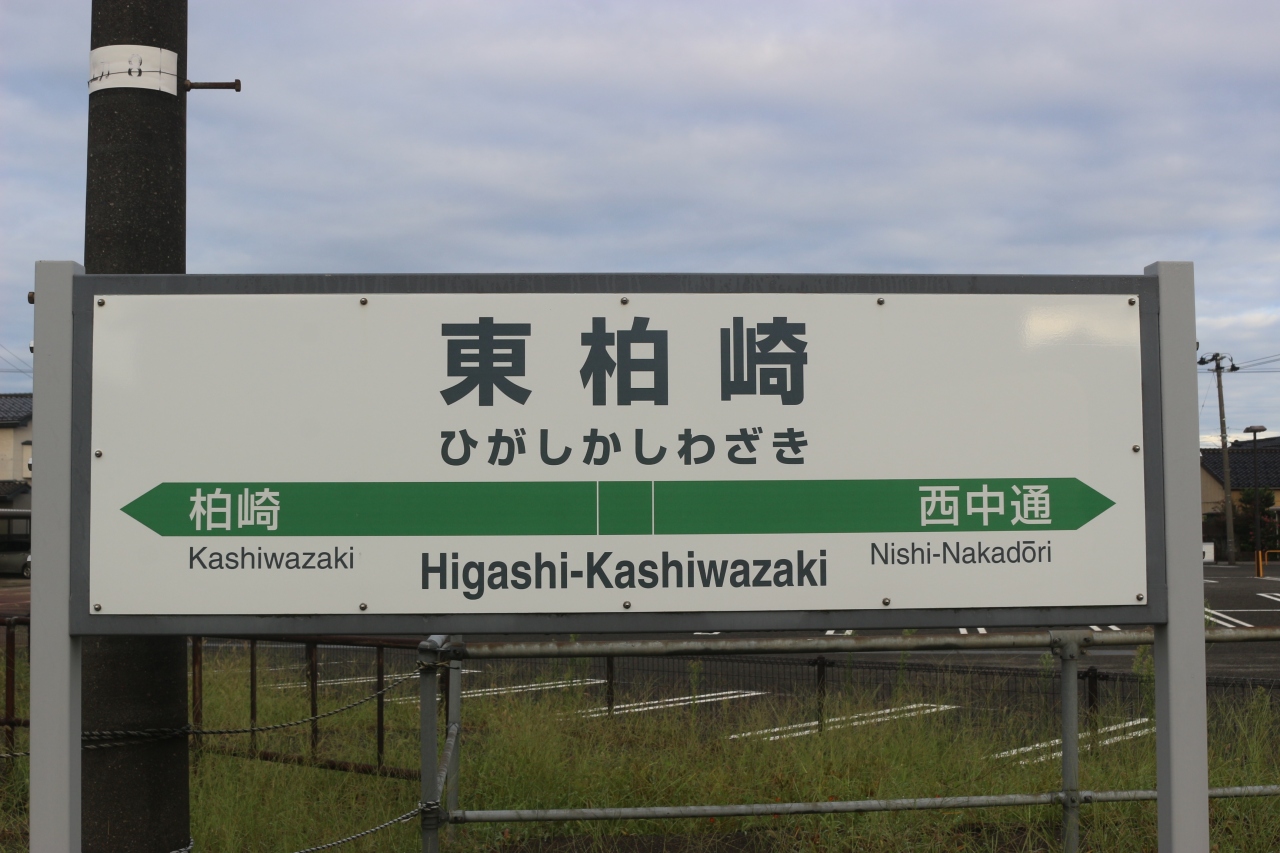 8
東柏崎
ひがしかしわざき
柏崎 西中通
Kashiwazaki Higashi-Kashiwazaki Nishi-Nakadōri